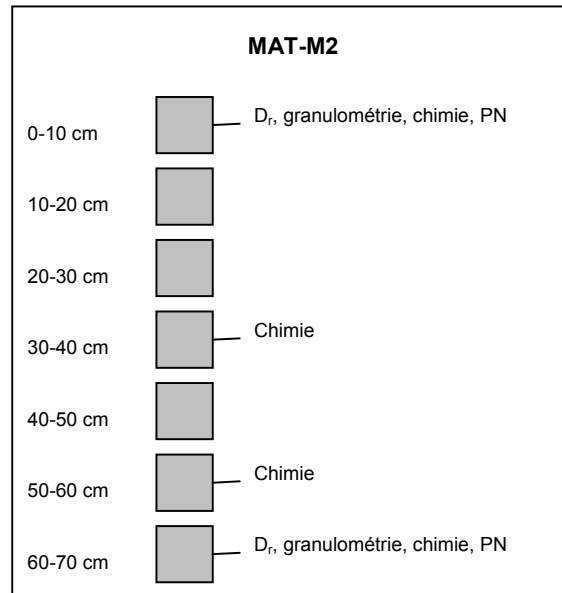 MAT-M2
0-10 cm
Dr, granulométrie, chimie, PN
10-20 cm
20-30 cm
30-40 cm
Chimie
40-50 cm
50-60 cm
Chimie
60-70 cm
Dr, granulométrie, chimie, PN